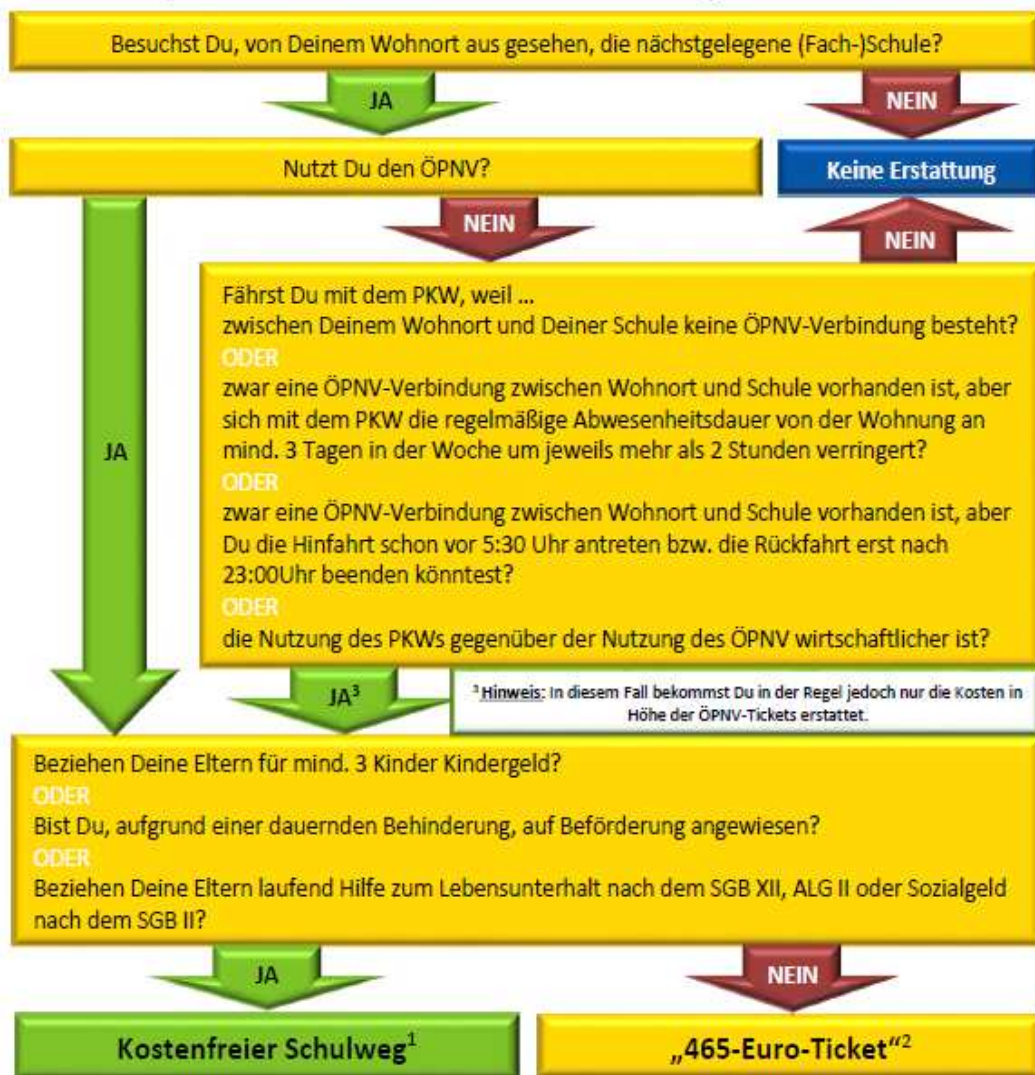 Besuchst Du, von Deinem Wohnort aus gesehen, die nächstgelegene (Fach-)Schule?
JA
NEIN
Nutzt Du den ÖPNV?
Keine Erstattung
NEIN
NEIN
Fährst Du mit dem PKW, weil ...
zwischen Deinem Wohnort und Deiner Schule keine ÖPNV-Verbindung besteht?
ODER
zwar eine ÖPNV-Verbindung zwischen Wohnort und Schule vorhanden ist, aber
sich mit dem PKW die regelmäßige Abwesenheitsdauer von der Wohnung an
mind. 3 Tagen in der Woche um jeweils mehr als 2 Stunden verringert?
JA
ODER
zwar eine ÖPNV-Verbindung zwischen Wohnort und Schule vorhanden ist, aber
Du die Hinfahrt schon vor 5:30 Uhr antreten bzw. die Rückfahrt erst nach
23:00Uhr beenden könntest?
ODER
die Nutzung des PKWs gegenüber der Nutzung des ÖPNV wirtschaftlicher ist?
JA³
³ Hinweis: In diesem Fall bekommst Du in der Regel jedoch nur die Kosten in
Höhe der ÖPNV-Tickets erstattet.
Beziehen Deine Eltern für mind. 3 Kinder Kindergeld?
ODER
Bist Du, aufgrund einer dauernden Behinderung, auf Beförderung angewiesen?
ODER
Beziehen Deine Eltern laufend Hilfe zum Lebensunterhalt nach dem SGB XII, ALG II oder Sozialgeld
nach dem SGB II?
JA
NEIN
Kostenfreier Schulweg¹
„465-Euro-Ticket“²